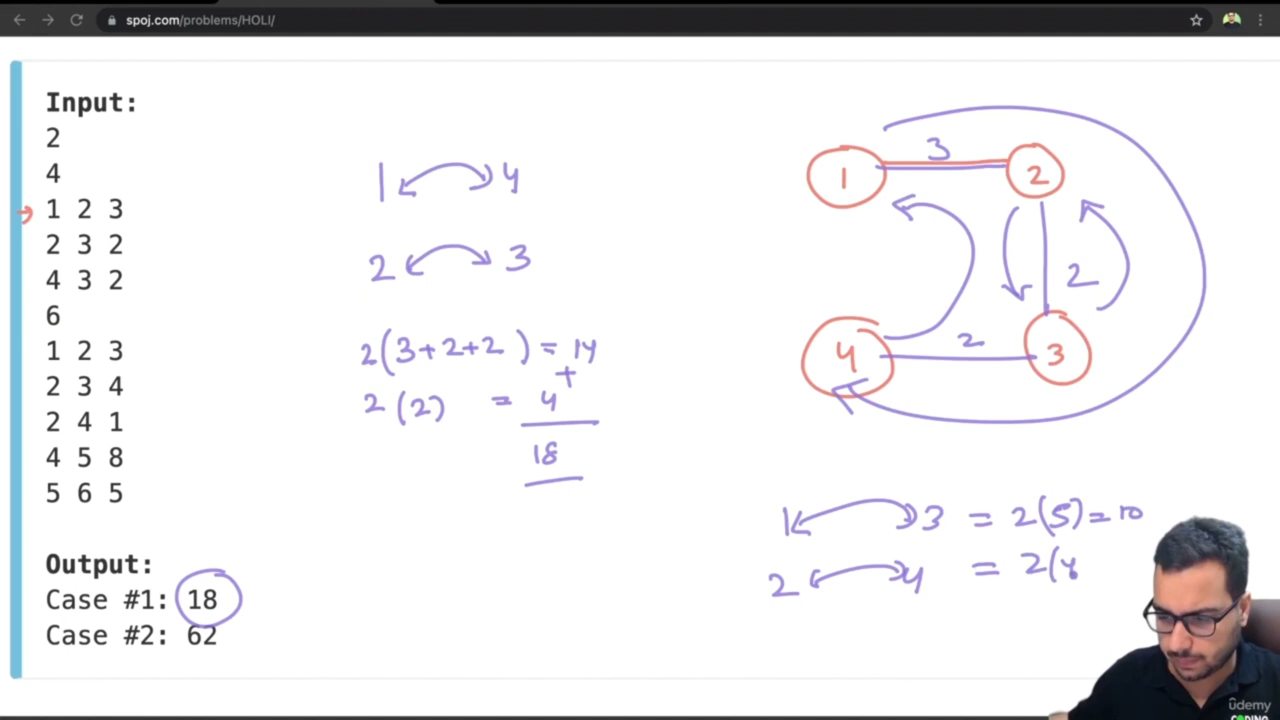 spoj.com/problems/HOLI/
Input:
2
4
1 2 3
2 3 2
4 3 2
6
1 2 3
2 3 4
2 4 1
4 5 8
5 6 5
Output:
Case #1: 18
Case #2: 62
1 4
2 3
2(3+2+2) = 14
+
2(2) = 4
18
1 3 2
2
4 2 3
1 3 = 2(5)=10
2 4 = 2(4
ûdemy
CODING